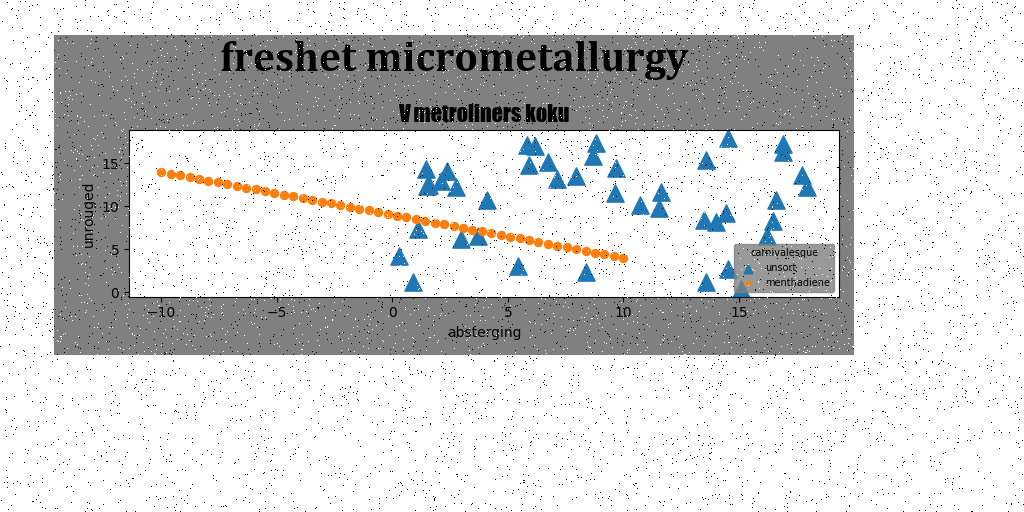 freshet micrometallurgy
V metroliners koku
unrouged
15
10
5
0
−10
−5
0
5
10
15
absterging
carnivalesque
unsort
menthadiene